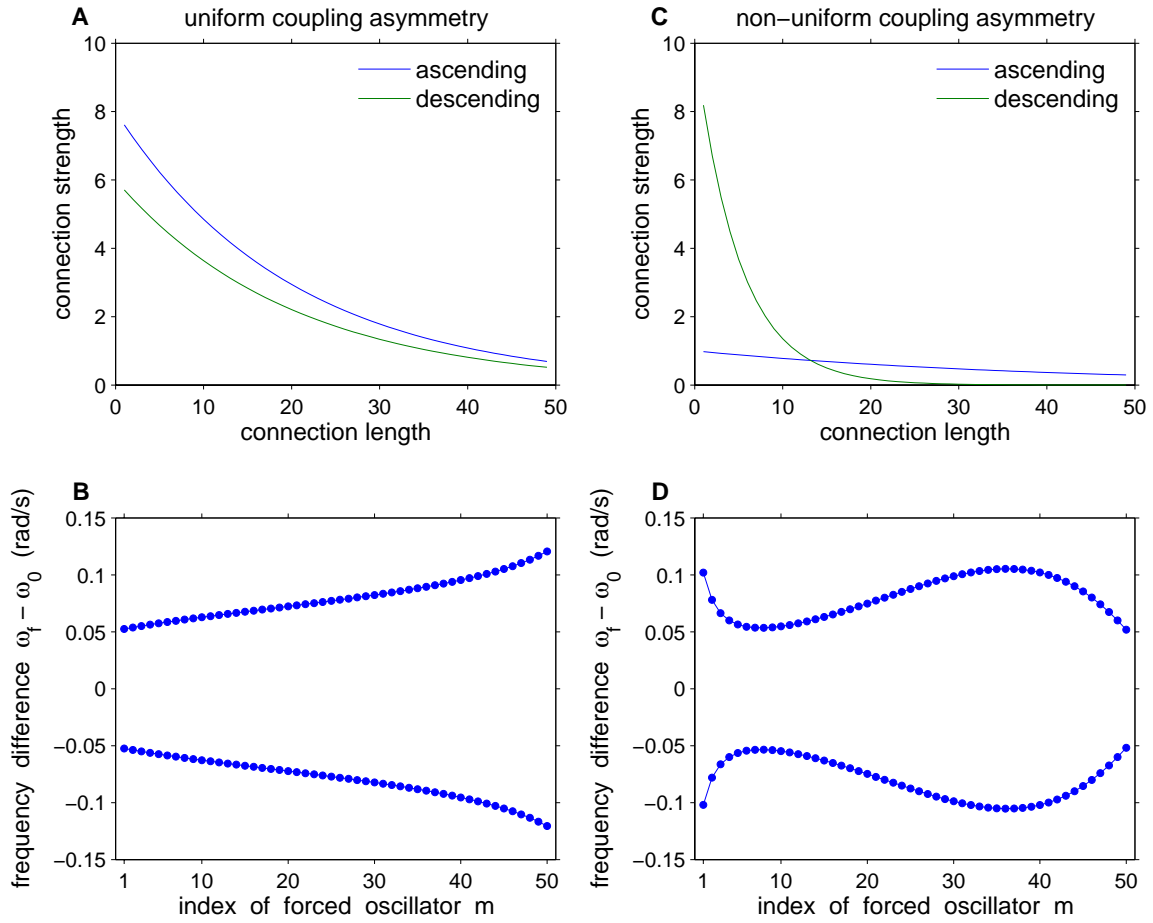 A
uniform coupling asymmetry
10
8
6
4
2
0
connection strength
ascending
descending
0 10 20 30 40 50
connection length
C
non−uniform coupling asymmetry
10
8
6
4
2
0
connection strength
ascending
descending
0 10 20 30 40 50
connection length
B
0.15
0.1
0.05
0
−0.05
−0.1
−0.15
frequency difference ω_f − ω_0 (rad/s)
1 10 20 30 40 50
index of forced oscillator m
D
0.15
0.1
0.05
0
−0.05
−0.1
−0.15
frequency difference ω_f − ω_0 (rad/s)
1 10 20 30 40 50
index of forced oscillator m